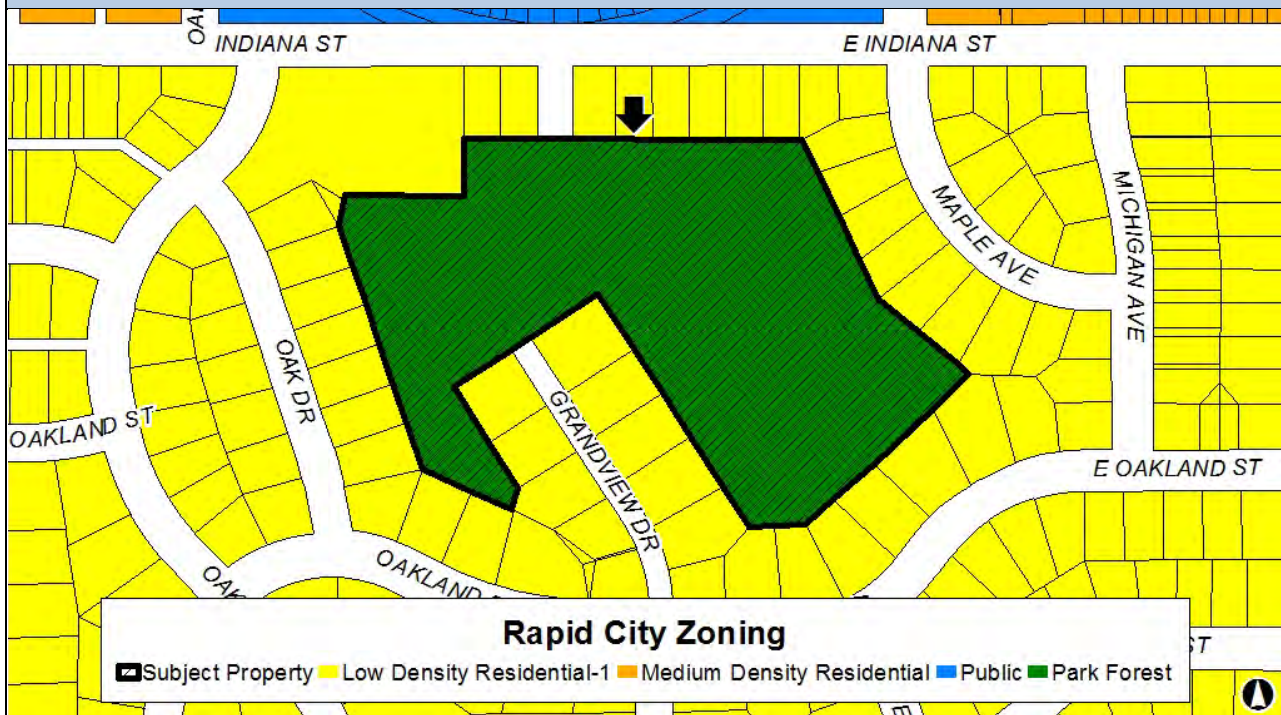 INDIANA ST
E INDIANA ST
MAPLE AVE
MICHIGAN AVE
OAK DR
GRANDVIEW DR
OAKLAND ST
E OAKLAND ST
OAKLAND
Rapid City Zoning
Subject Property Low Density Residential-1 Medium Density Residential Public Park Forest
ST